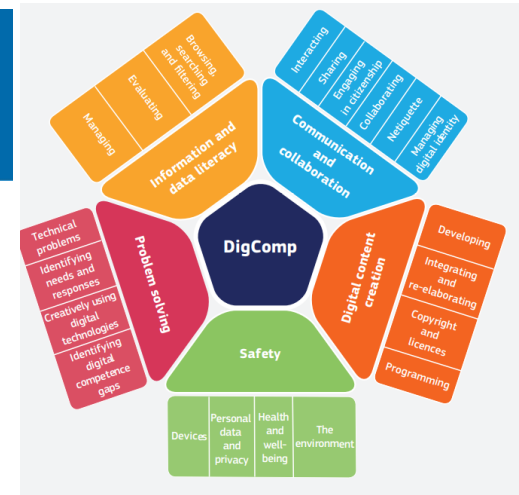 Browsing,
searching
and filtering
Evaluating
Managing
Information and
data literacy
Interacting
Sharing
Engaging
in citizenship
Collaborating
Netiquette
Managing
digital identity
Communication
and
collaboration
DigComp
Developing
Integrating
and
re-elaborating
Copyright
and
licences
Programming
Digital content
creation
Safety
Devices
Personal
data
and
privacy
Health
and
well-
being
The
environment
Problem solving
Technical
problems
Identifying
needs and
responses
Creatively using
digital
technologies
Identifying
digital
competence
gaps